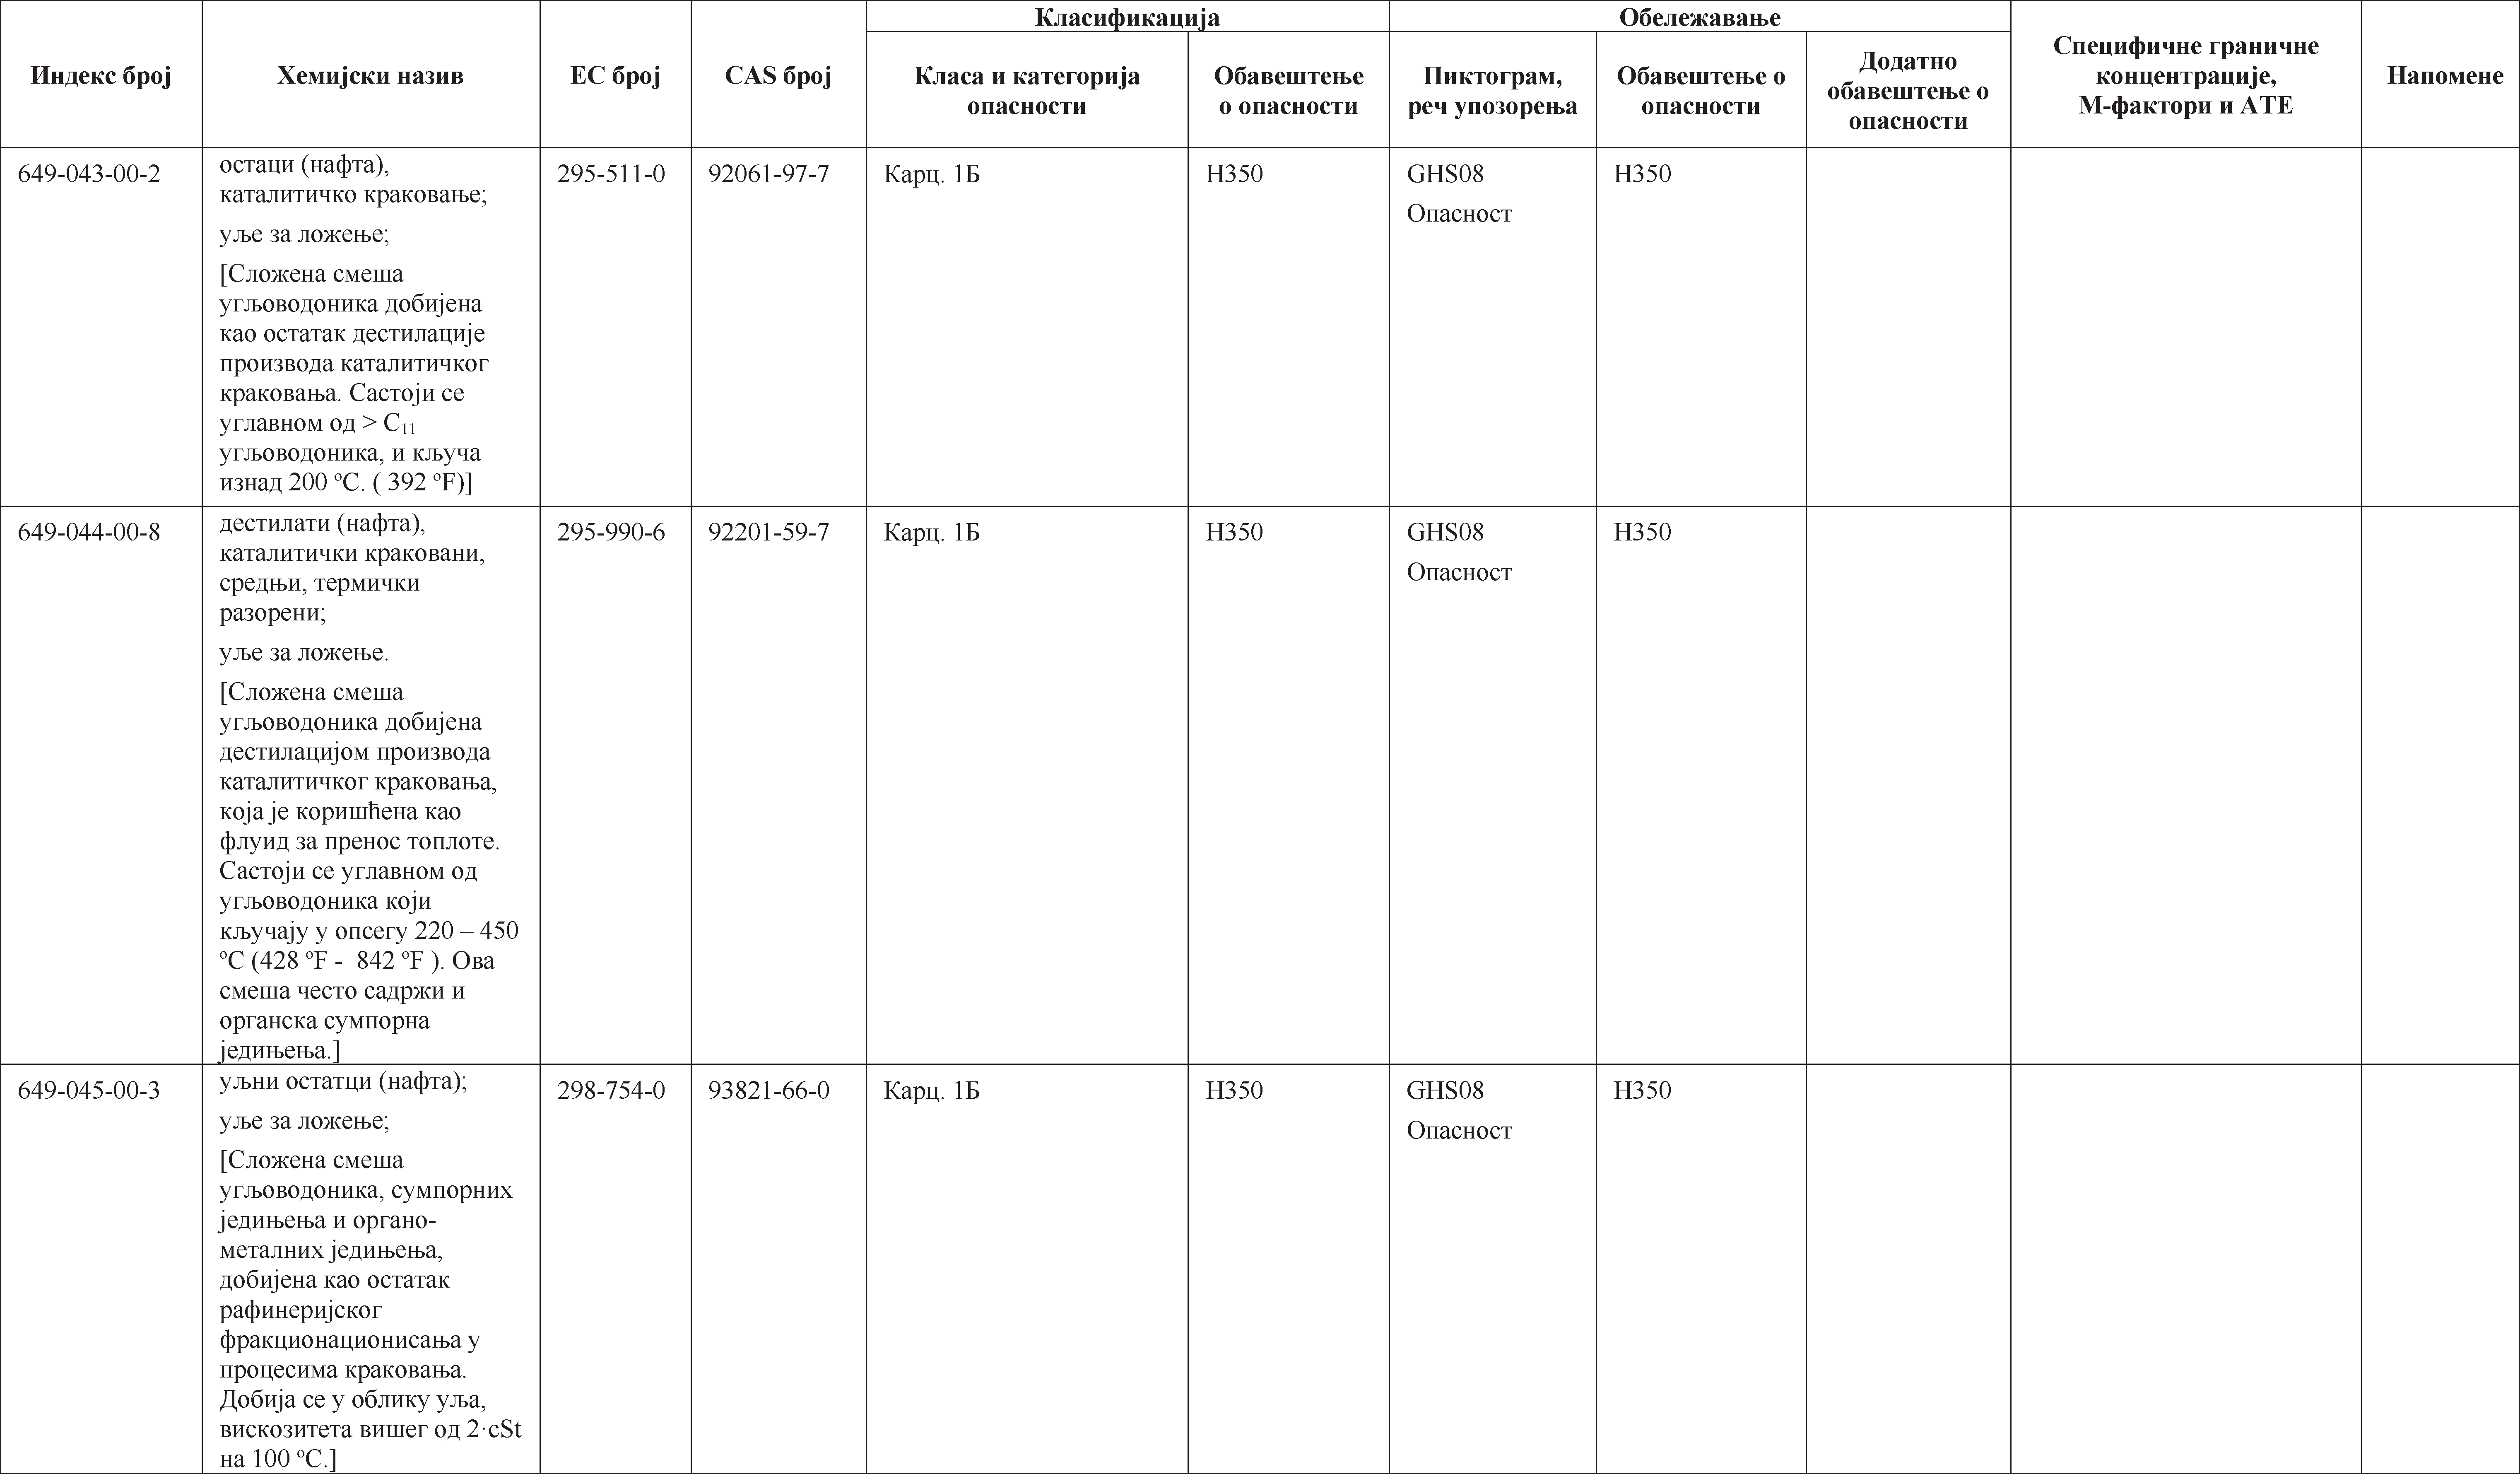 Класификација
Обележавање
Индекс број
Хемијски назив
ЕС број
CAS број
Класа и категорија
опасности
Обавештење
о опасности
Пиктограм,
реч упозорења
Обавештење о
опасности
Додатно
обавештење о
опасности
Специфичне граничне
концентрације,
М-фактори и АТЕ
Напомене
649-043-00-2
остаци (нафта),
каталитичко краковање;
уље за ложење;
[Сложена смеша
угљоводоника добијена
као остатак дестилације
производа каталитичког
краковања. Састоји се
углавном од > C₁₁
угљоводоника, и кључа
изнад 200 ºC. ( 392 ºF)]
295-511-0
92061-97-7
Карц. 1Б
H350
GHS08
Опасност
H350
649-044-00-8
дестилати (нафта),
каталитички краковани,
средњи, термички
разорени;
уље за ложење.
[Сложена смеша
угљоводоника добијена
дестилацијом производа
каталитичког краковања,
која је коришћена као
флуид за пренос топлоте.
Састоји се углавном од
угљоводоника који
кључају у опсегу 220 – 450
ºC (428 ºF -  842 ºF ). Ова
смеша често садржи и
органска сумпорна
једињења.]
295-990-6
92201-59-7
Карц. 1Б
H350
GHS08
Опасност
H350
649-045-00-3
уљни остатци (нафта);
уље за ложење;
[Сложена смеша
угљоводоника, сумпорних
једињења и органо-
металних једињења,
добијена као остатак
рафинеријског
фракционационисања у
процесима краковања.
Добија се у облику уља,
вискозитета вишег од 2·cSt
на 100 ºC.]
298-754-0
93821-66-0
Карц. 1Б
H350
GHS08
Опасност
H350